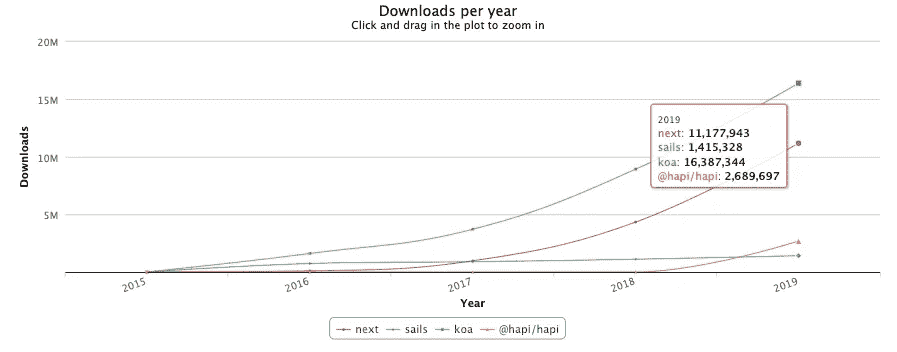 Downloads per year
Click and drag in the plot to zoom in
20M
15M
10M
5M
Downloads
2019
next: 11,177,943
sails: 1,415,328
koa: 16,387,344
@hapi/hapi: 2,689,697
2015
2016
2017
2018
2019
Year
next
sails
koa
@hapi/hapi